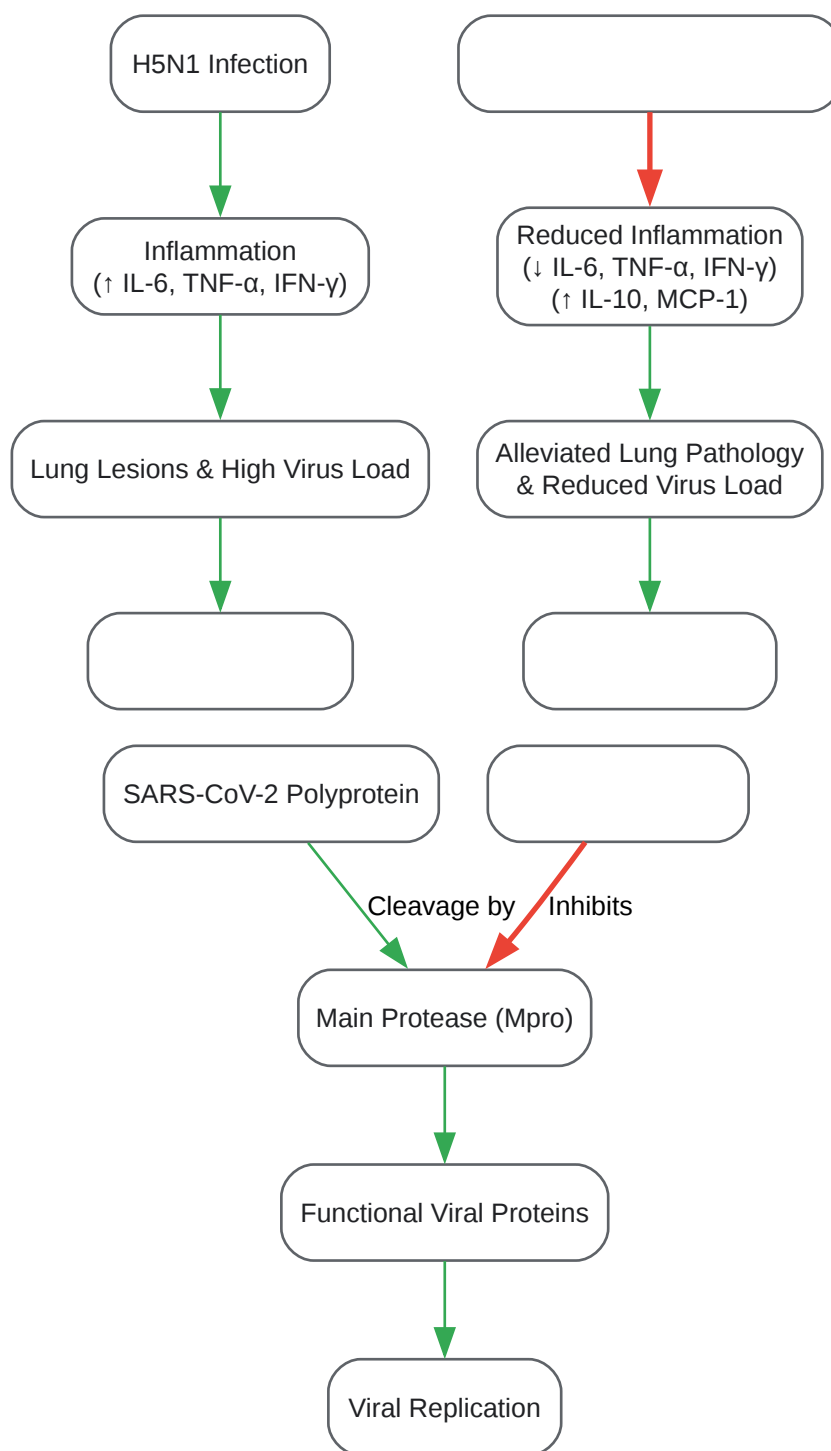 H5N1 Infection
Inflammation
(↑ IL-6, TNF-α, IFN-γ)
Reduced Inflammation
(↓ IL-6, TNF-α, IFN-γ)
(↑ IL-10, MCP-1)
Lung Lesions & High Virus Load
Alleviated Lung Pathology
& Reduced Virus Load
SARS-CoV-2 Polyprotein
Cleavage by
Inhibits
Main Protease (Mpro)
Functional Viral Proteins
Viral Replication